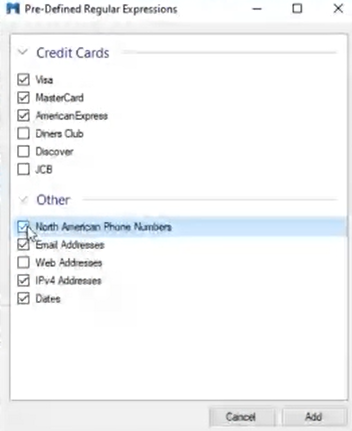 Pre-Defined Regular Expressions
Credit Cards
Visa
MasterCard
AmericanExpress
Diners Club
Discover
JCB
Other
North American Phone Numbers
Email Addresses
Web Addresses
IPv4 Addresses
Dates
Cancel
Add